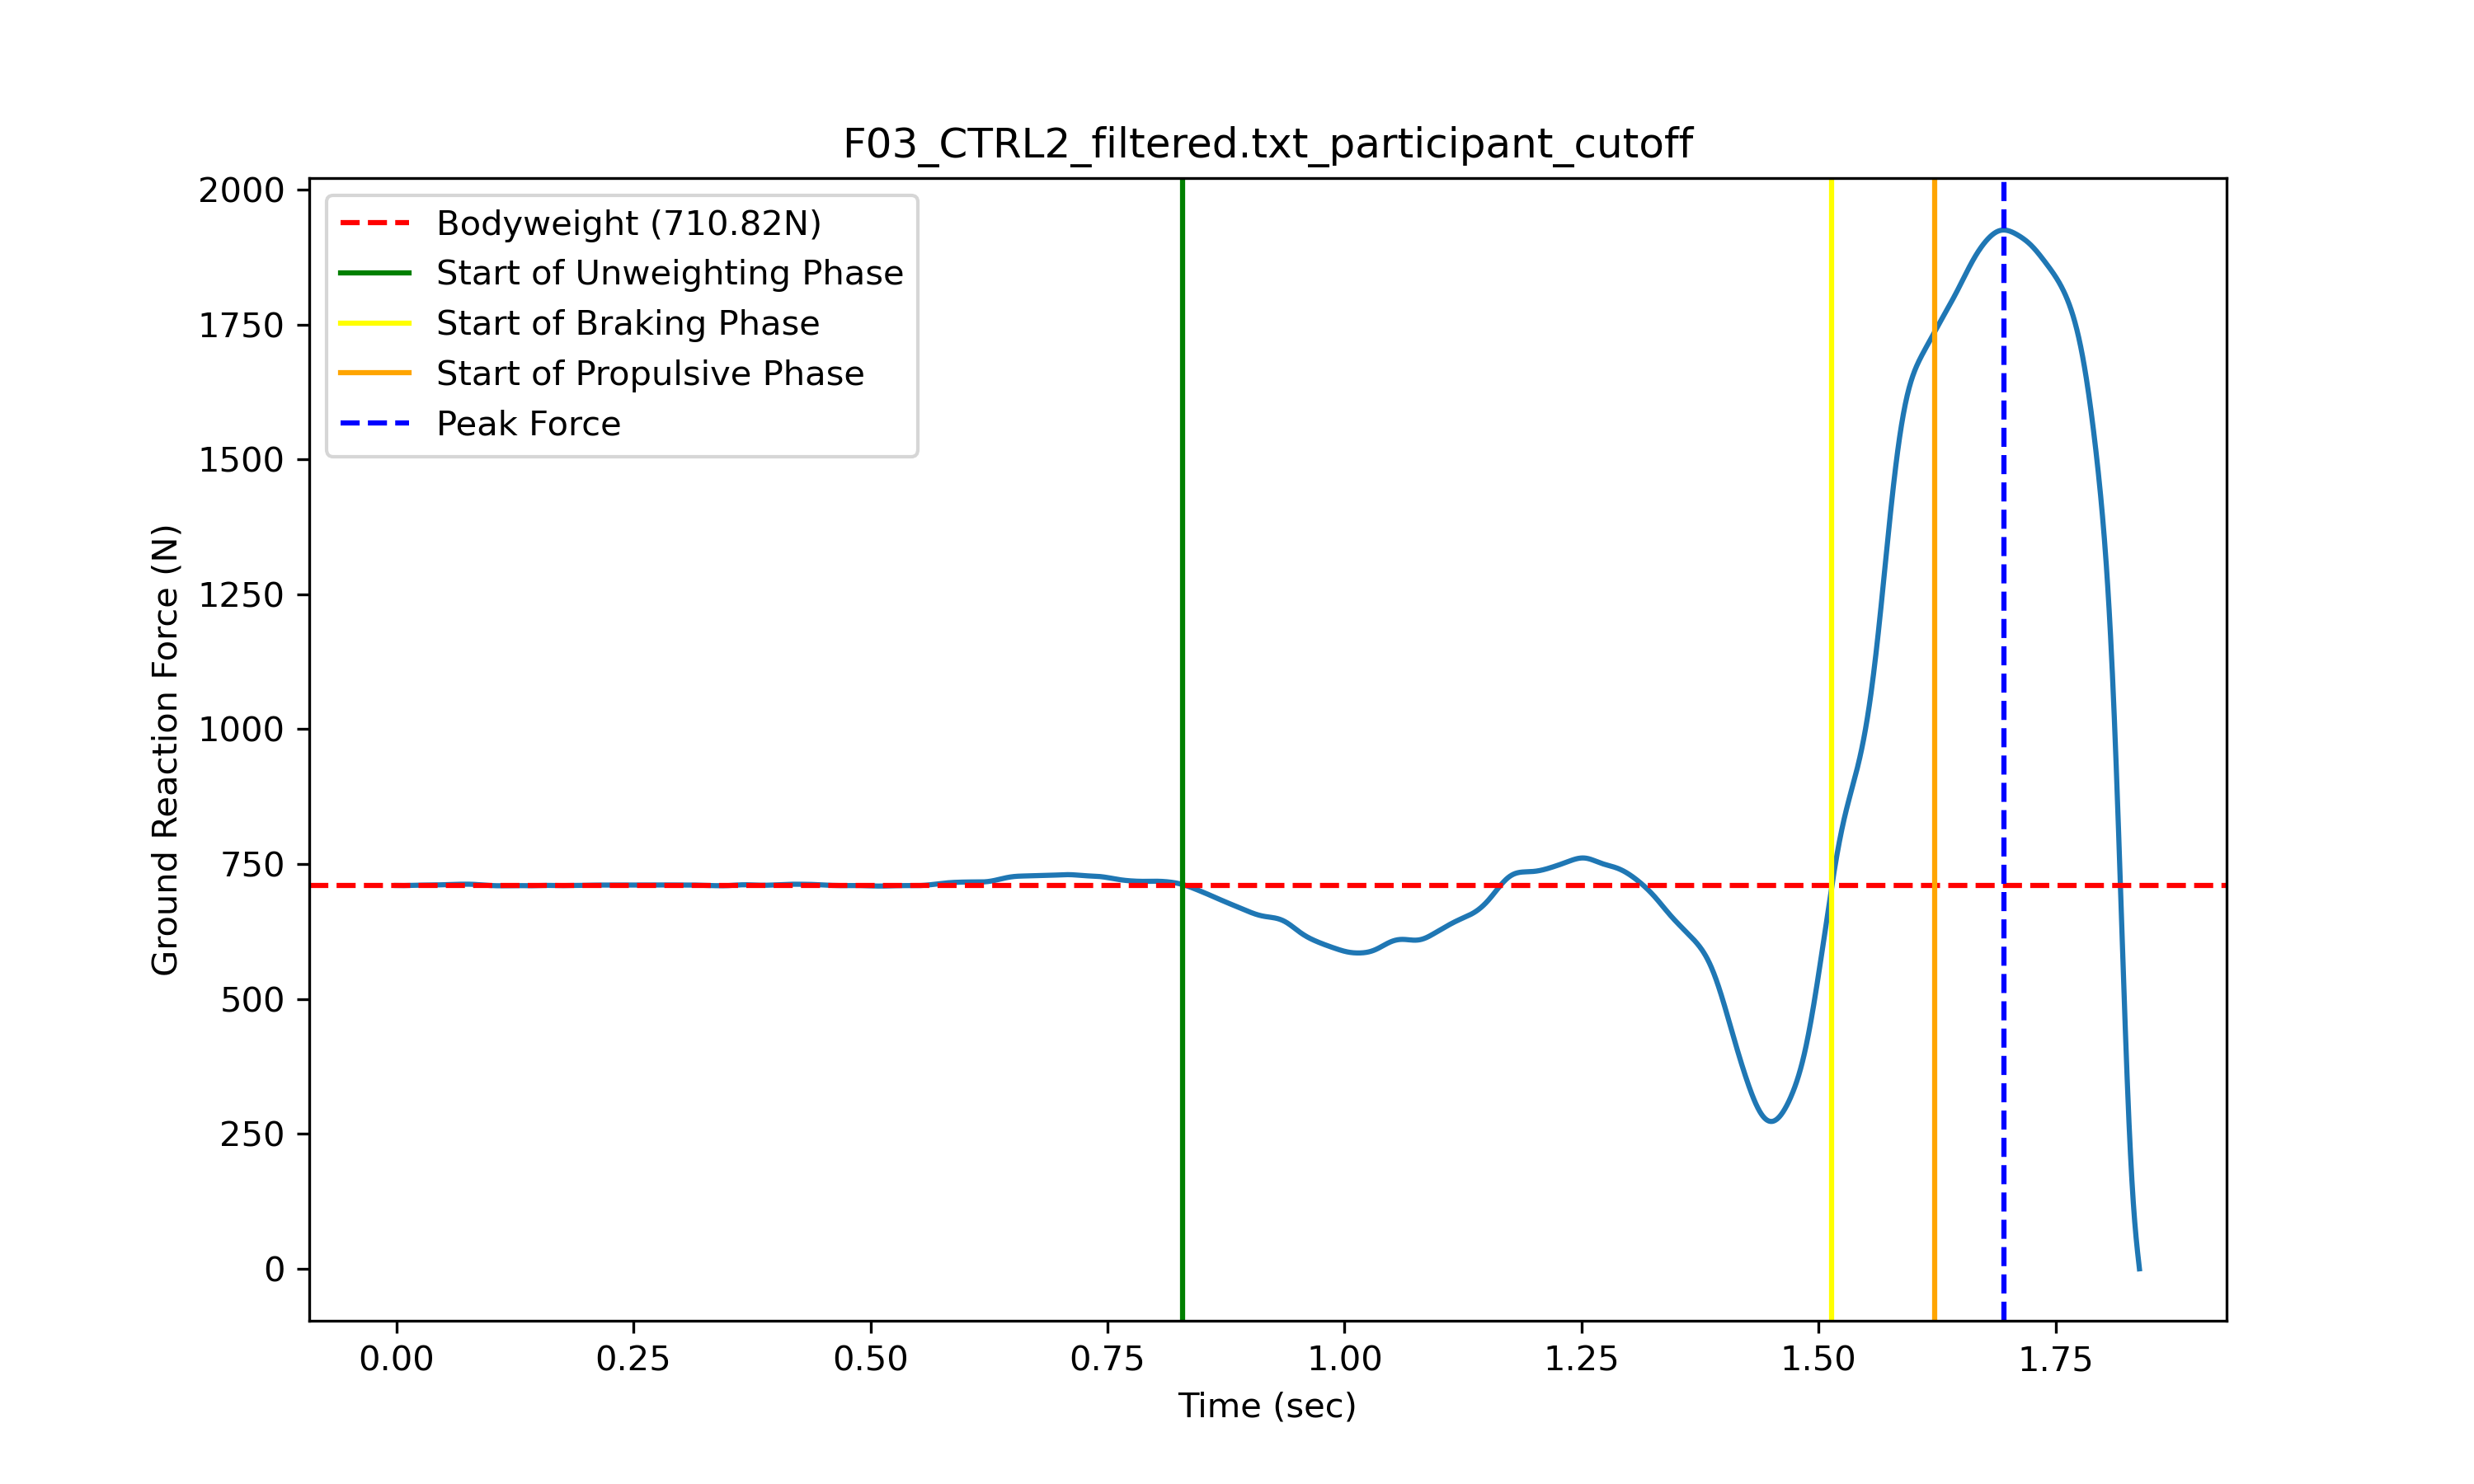 F03_CTRL2_filtered.txt_participant_cutoff
2000
1750
1500
1250
1000
750
500
250
0
Ground Reaction Force (N)
Bodyweight (710.82N)
Start of Unweighting Phase
Start of Braking Phase
Start of Propulsive Phase
Peak Force
0.00 0.25 0.50 0.75 1.00 1.25 1.50 1.75
Time (sec)